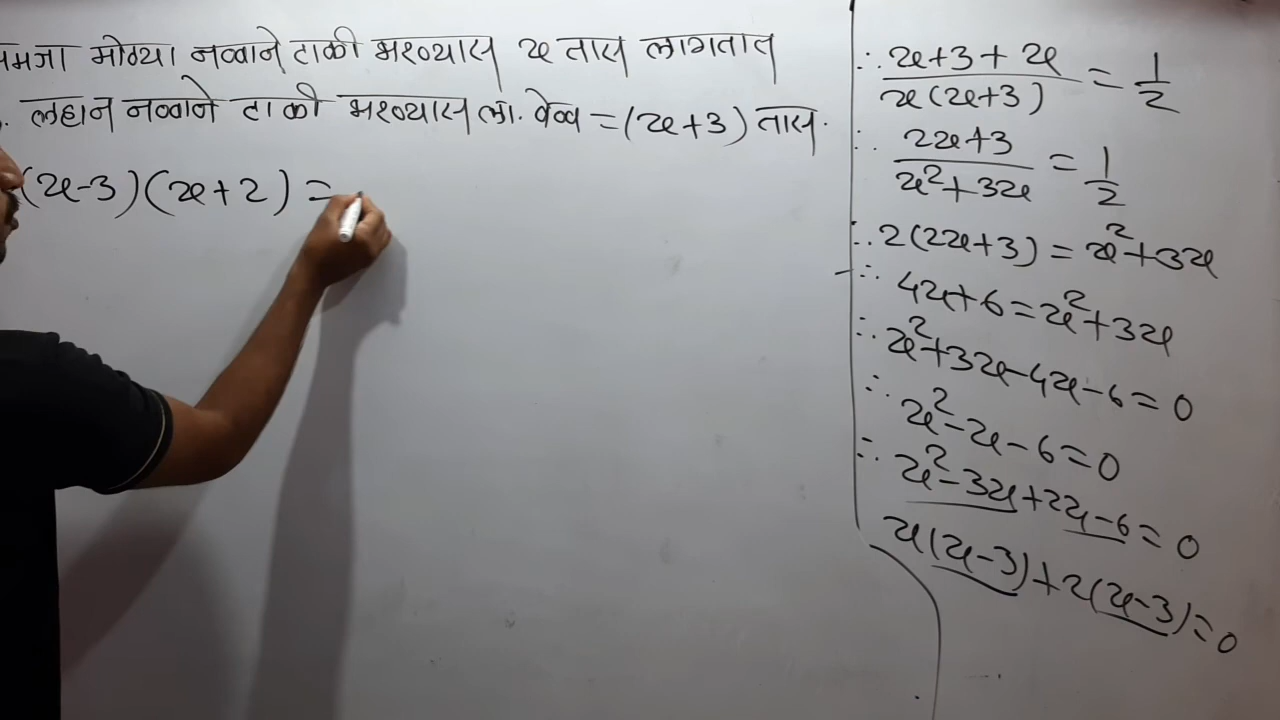 समजा मोठ्या नळाने टाकी भरण्यास x तास लागतात
लहान नळाने टाकी भरण्यास ला. वेळ = (x+3) तास.
(x-3)(x+2) =
∴ x+3+x / x(x+3) = 1/2
∴ 2x+3 / x²+3x = 1/2
∴ 2(2x+3) = x²+3x
∴ 4x+6 = x²+3x
∴ x²+3x-4x-6 = 0
∴ x²-x-6 = 0
∴ x²-3x+2x-6 = 0
x(x-3)+2(x-3) = 0